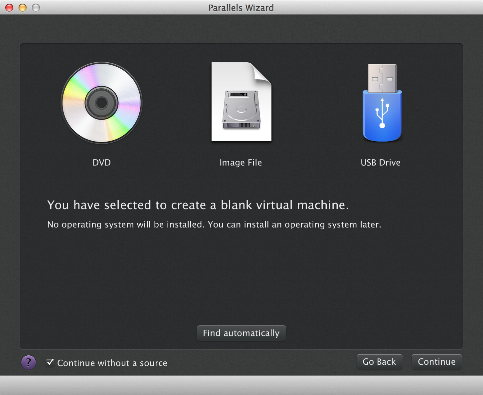 Parallels Wizard
DVD
Image File
USB Drive
You have selected to create a blank virtual machine.
No operating system will be installed. You can install an operating system later.
Find automatically
?
Continue without a source
Go Back
Continue